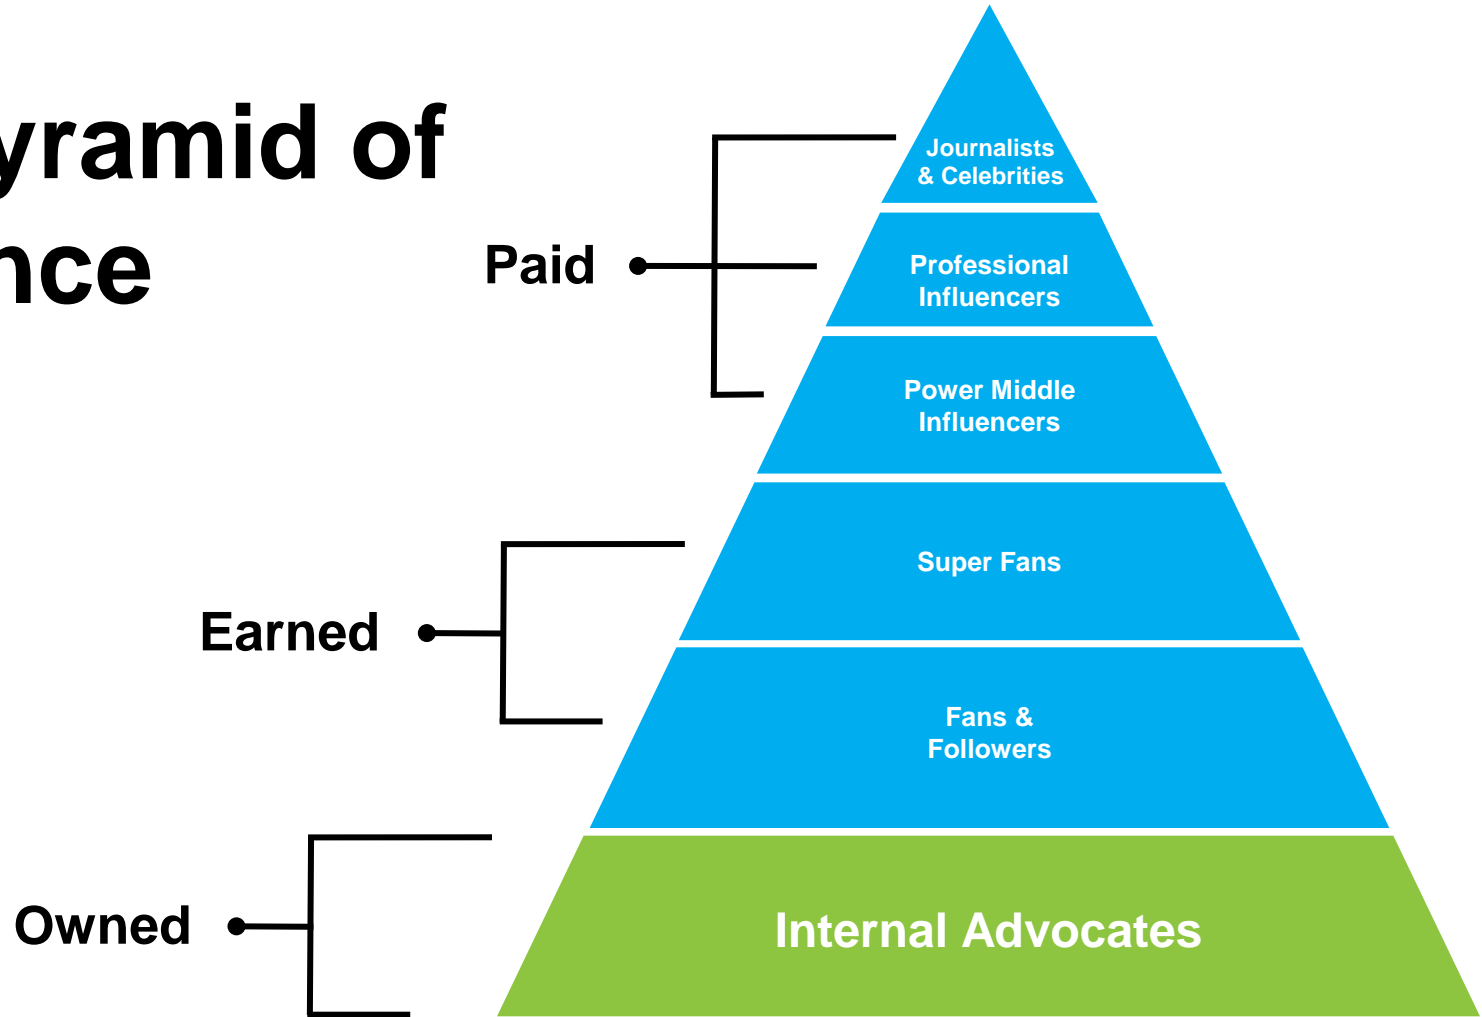 yramid of
nce
Paid
Journalists
& Celebrities
Professional
Influencers
Power Middle
Influencers
Earned
Super Fans
Fans &
Followers
Owned
Internal Advocates